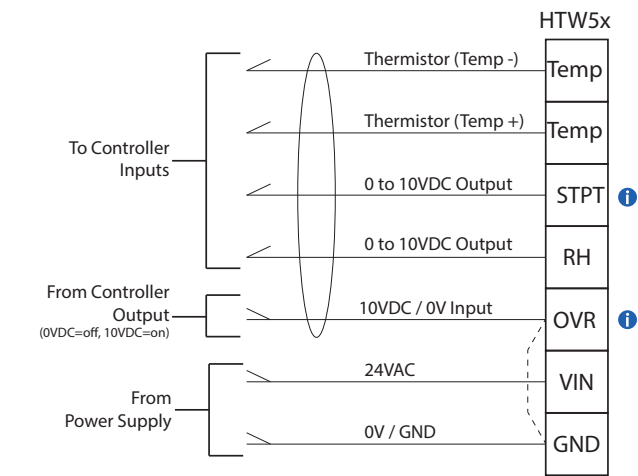 HTW5x
Thermistor (Temp -)
Temp
Thermistor (Temp +)
Temp
To Controller
Inputs
0 to 10VDC Output
STPT
i
0 to 10VDC Output
RH
From Controller
Output
(0VDC=off, 10VDC=on)
10VDC / 0V Input
OVR
i
24VAC
VIN
From
Power Supply
0V / GND
GND